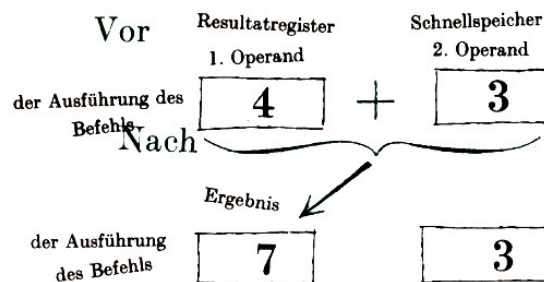 Vor
Resultatregister
1. Operand
Schnellspeicher
2. Operand
der Ausführung des
Befehls
4 + 3
Nach
Ergebnis
der Ausführung
des Befehls
7 3